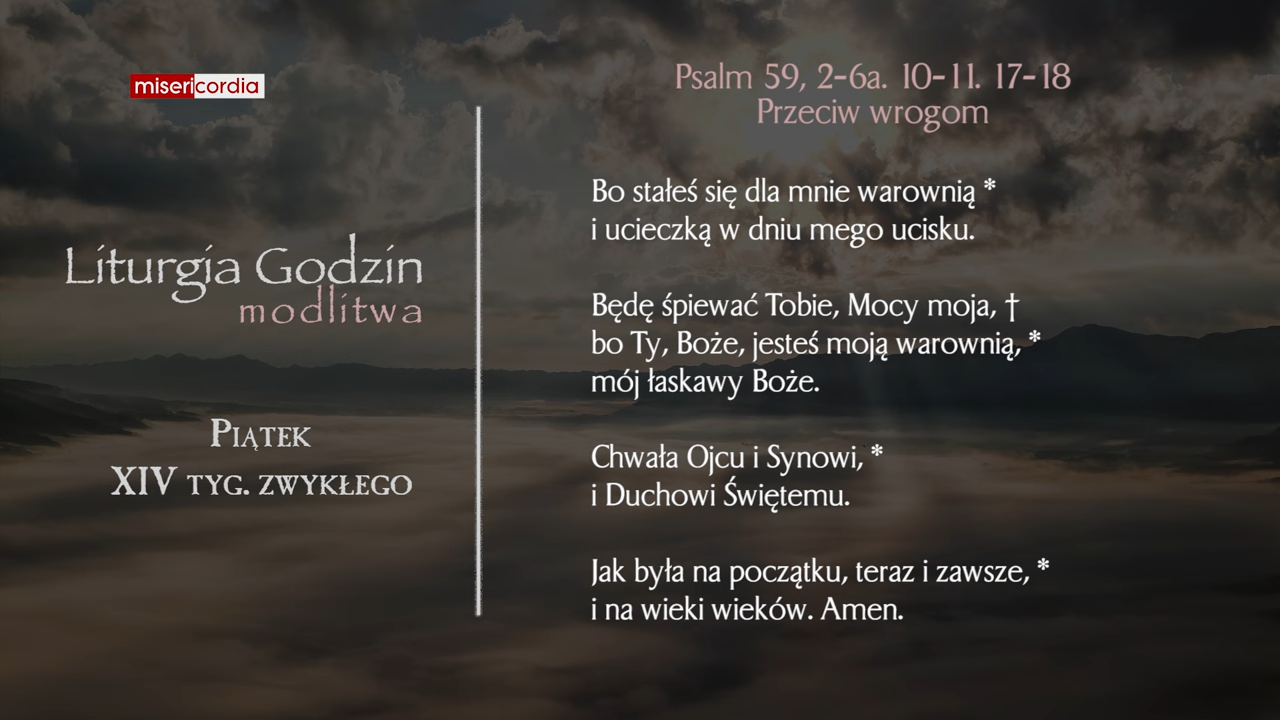 misericordia
Liturgia Godzin
modlitwa
Piątek
XIV tyg. zwykłego
Psalm 59, 2-6a. 10-11. 17-18
Przeciw wrogom
Bo stałeś się dla mnie warownią *
i ucieczką w dniu mego ucisku.
Będę śpiewać Tobie, Mocy moja, †
bo Ty, Boże, jesteś moją warownią, *
mój łaskawy Boże.
Chwała Ojcu i Synowi, *
i Duchowi Świętemu.
Jak była na początku, teraz i zawsze, *
i na wieki wieków. Amen.